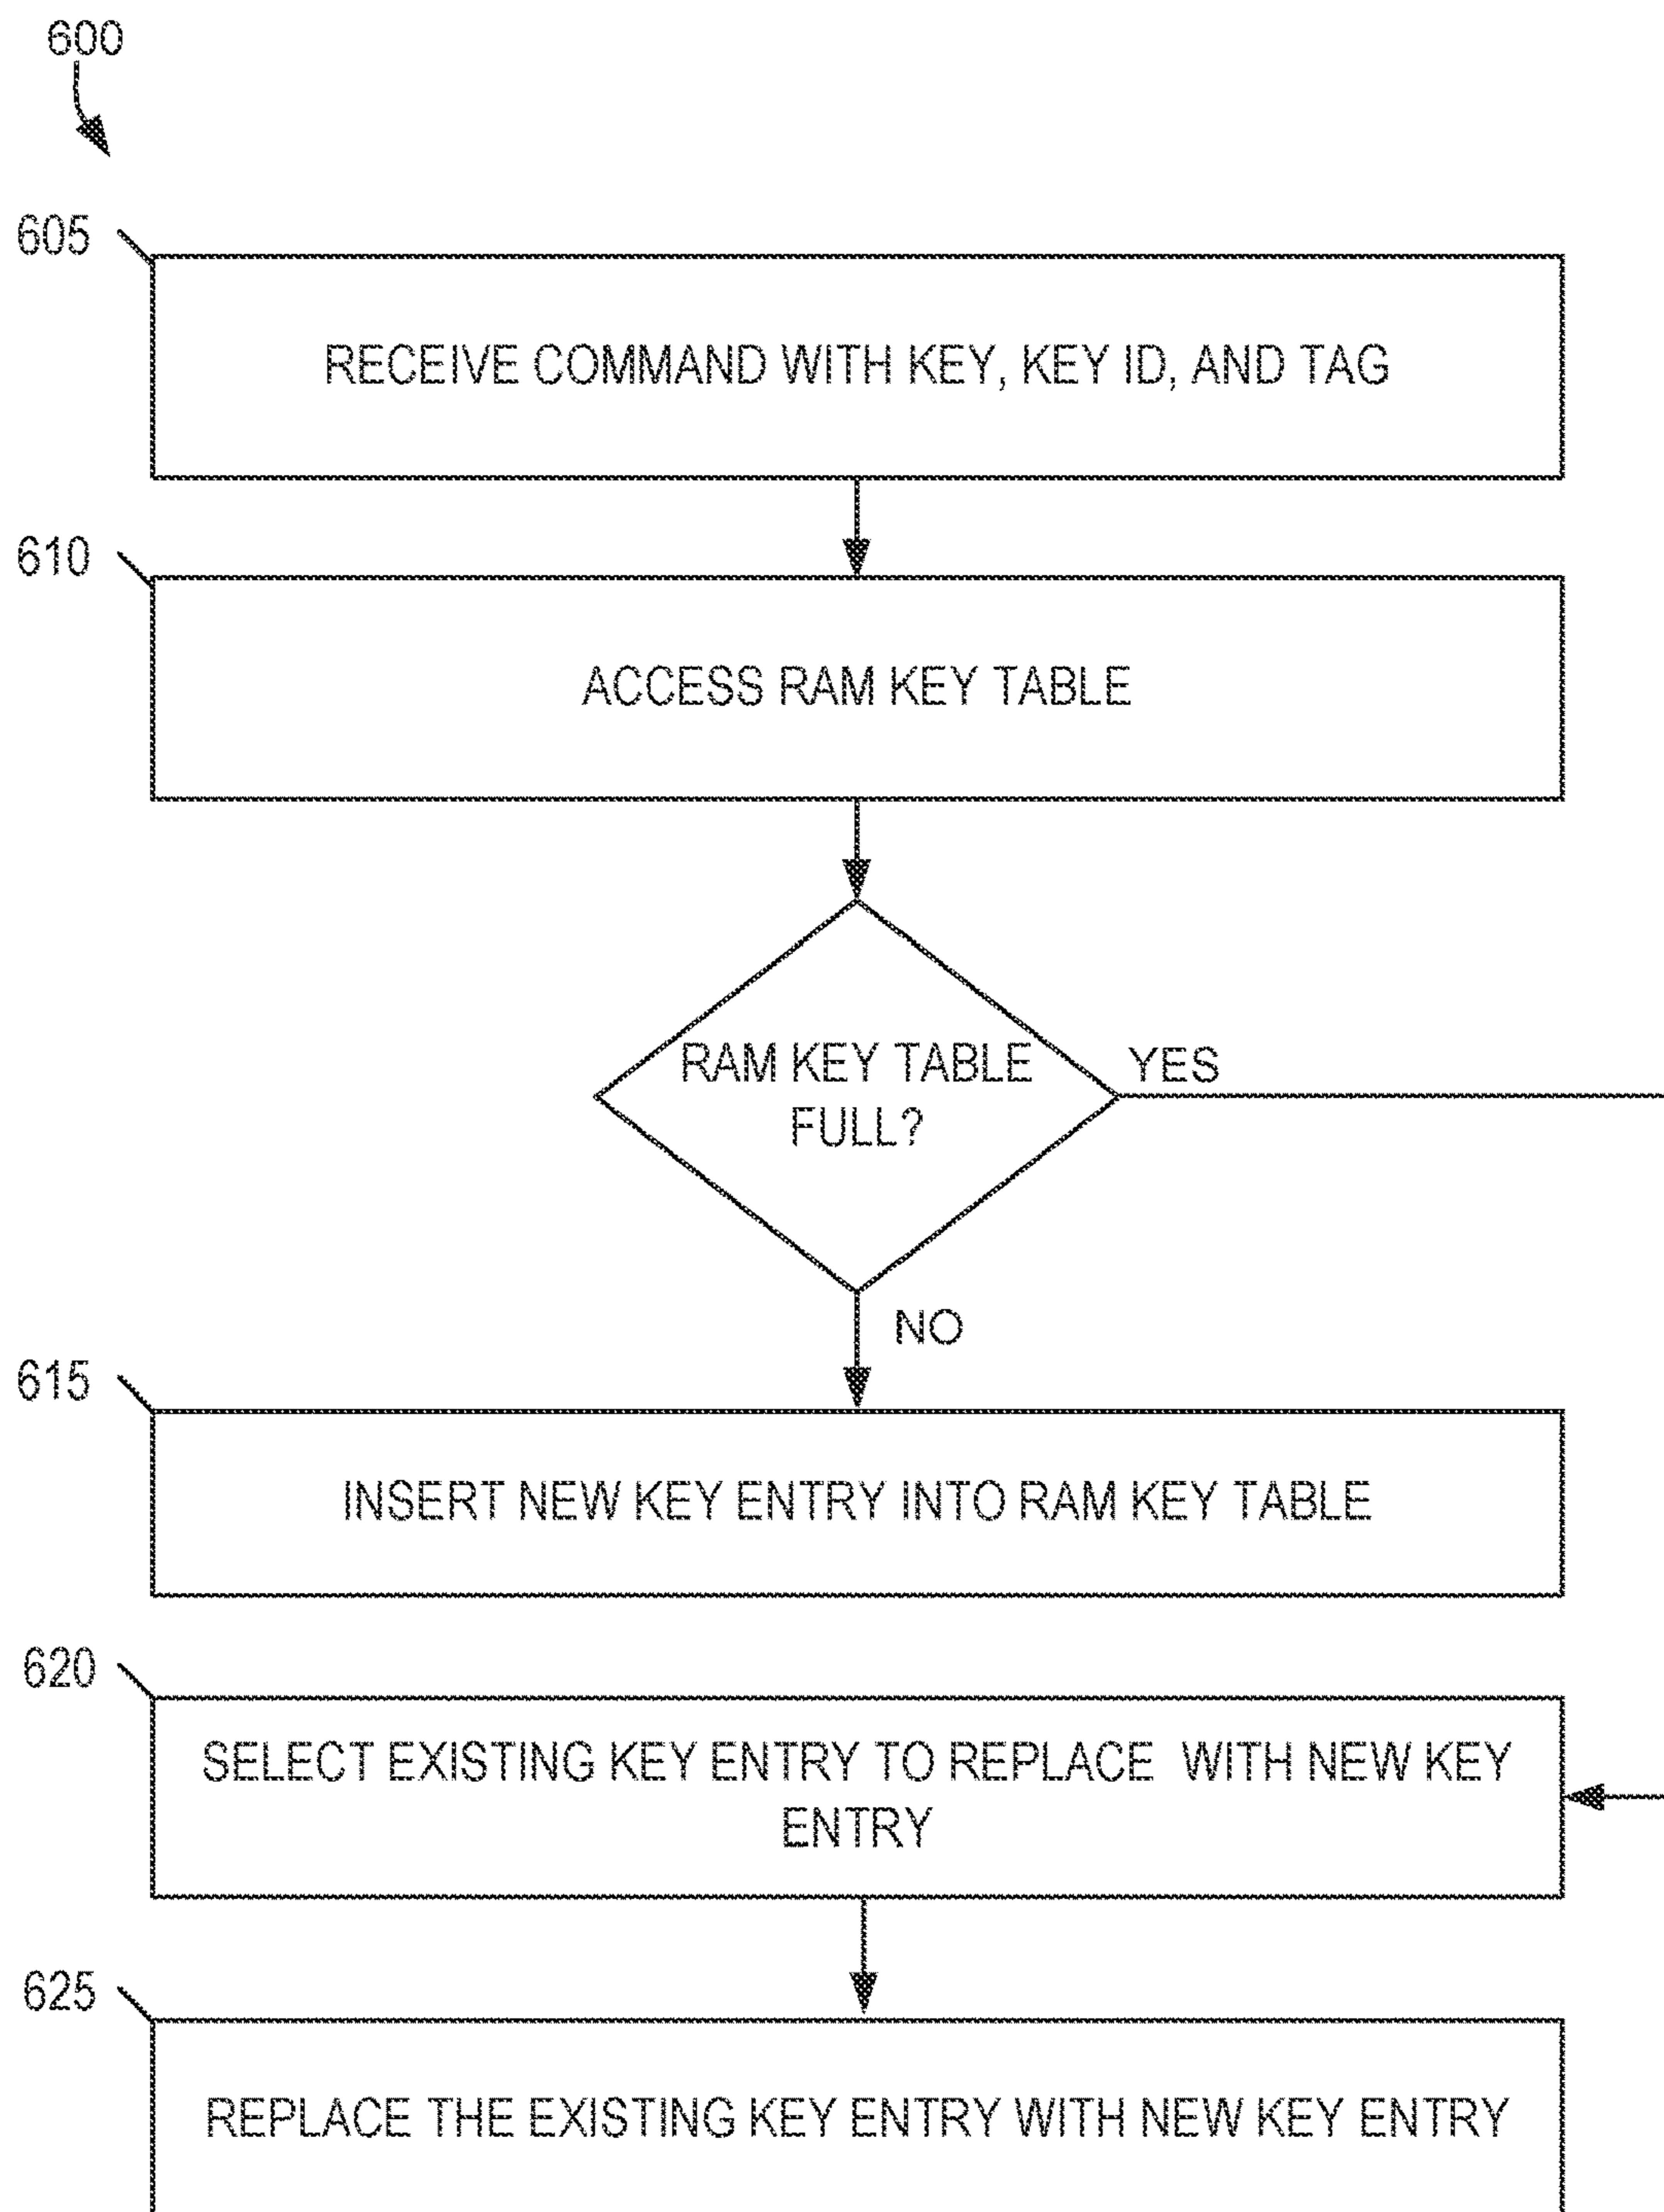 600
605
RECEIVE COMMAND WITH KEY, KEY ID, AND TAG
610
ACCESS RAM KEY TABLE
RAM KEY TABLE
FULL?
YES
NO
615
INSERT NEW KEY ENTRY INTO RAM KEY TABLE
620
SELECT EXISTING KEY ENTRY TO REPLACE WITH NEW KEY
ENTRY
625
REPLACE THE EXISTING KEY ENTRY WITH NEW KEY ENTRY